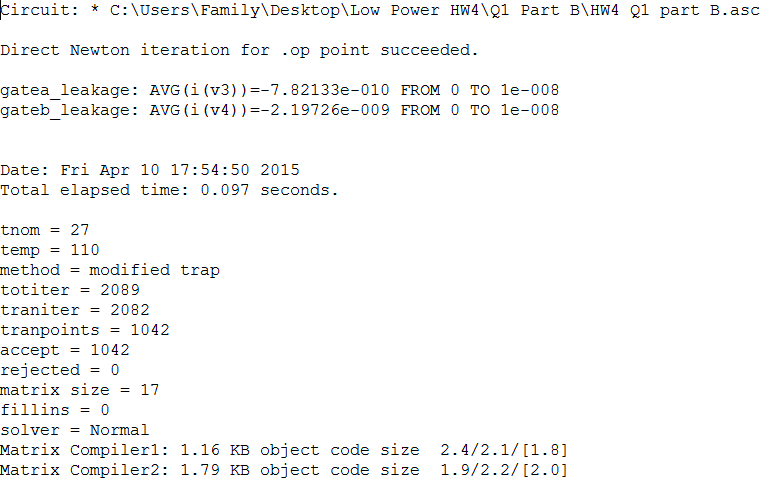 Circuit: * C:\Users\Family\Desktop\Low Power HW4\Q1 Part B\HW4 Q1 part B.asc
Direct Newton iteration for .op point succeeded.
gatea_leakage: AVG(i(v3))=-7.82133e-010 FROM 0 TO 1e-008
gateb_leakage: AVG(i(v4))=-2.19726e-009 FROM 0 TO 1e-008
Date: Fri Apr 10 17:54:50 2015
Total elapsed time: 0.097 seconds.
tnom = 27
temp = 110
method = modified trap
totiter = 2089
traniter = 2082
tranpoints = 1042
accept = 1042
rejected = 0
matrix size = 17
fillins = 0
solver = Normal
Matrix Compiler1: 1.16 KB object code size  2.4/2.1/[1.8]
Matrix Compiler2: 1.79 KB object code size  1.9/2.2/[2.0]